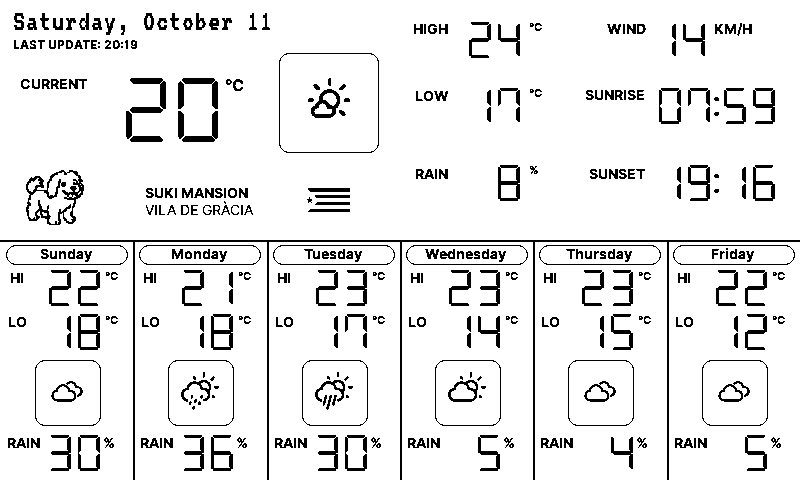 Saturday, October 11
LAST UPDATE: 20:19
CURRENT 20 °C
HIGH 24 °C
LOW 17 °C
RAIN 8 %
WIND 14 KM/H
SUNRISE 07:59
SUNSET 19:16
SUKI MANSION
VILA DE GRÀCIA
Sunday
HI 22 °C
LO 18 °C
RAIN 30 %
Monday
HI 21 °C
LO 18 °C
RAIN 36 %
Tuesday
HI 23 °C
LO 17 °C
RAIN 30 %
Wednesday
HI 23 °C
LO 14 °C
RAIN 5 %
Thursday
HI 23 °C
LO 15 °C
RAIN 4 %
Friday
HI 22 °C
LO 12 °C
RAIN 5 %